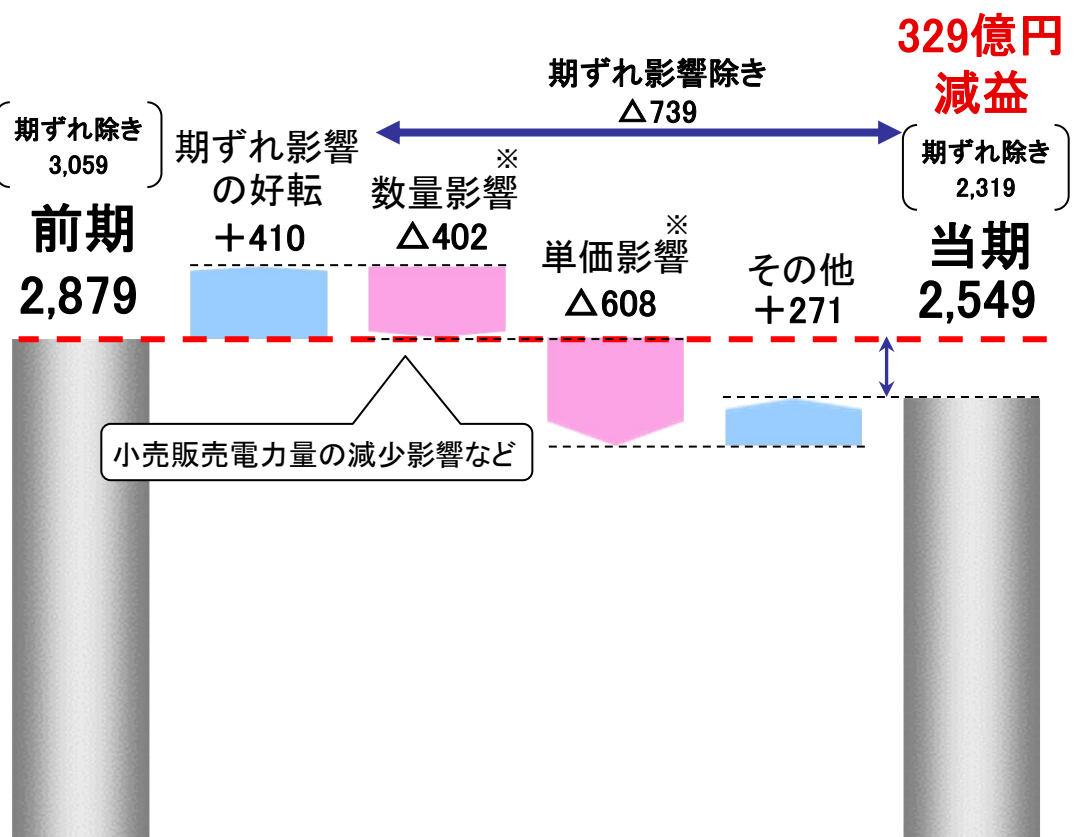 329億円
減益
期ずれ影響除き
△739
期ずれ除き
3,059
前期
2,879
期ずれ影響
の好転
＋410
※
数量影響
△402
※
単価影響
△608
その他
＋271
期ずれ除き
2,319
当期
2,549
小売販売電力量の減少影響など